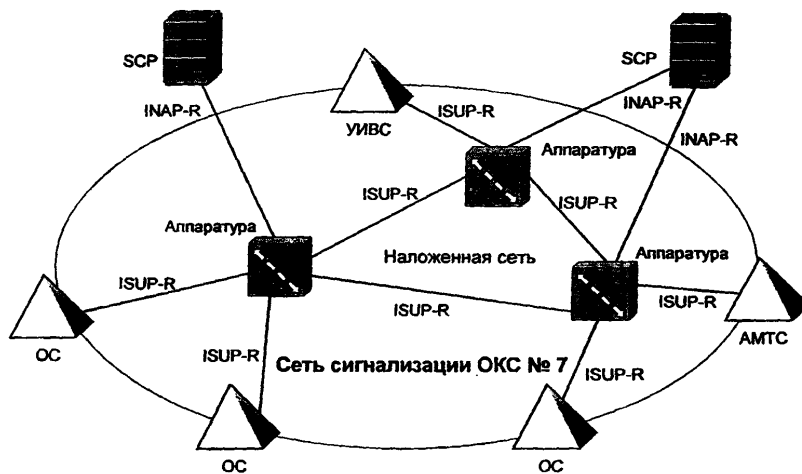 SCP
SCP
INAP-R
ISUP-R
INAP-R
УИВС
INAP-R
Аппаратура
ISUP-R
ISUP-R
Аппаратура
Наложенная сеть
Аппаратура
ISUP-R
ISUP-R
ISUP-R
ОС
АМТС
ISUP-R
Сеть сигнализации ОКС № 7
ISUP-R
ОС
ОС